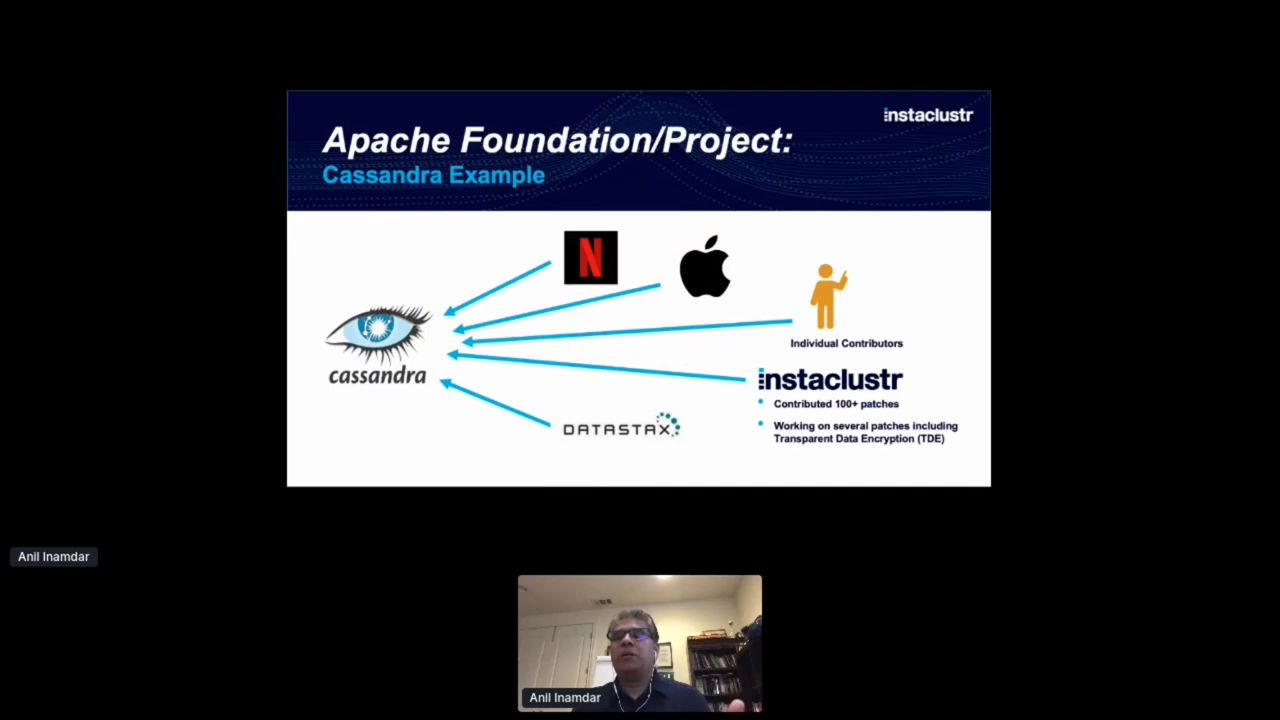 instaclustr
Apache Foundation/Project:
Cassandra Example
N
Individual Contributors
cassandra
instaclustr
Contributed 100+ patches
Working on several patches including
Transparent Data Encryption (TDE)
DATASTAX
Anil Inamdar
Anil Inamdar